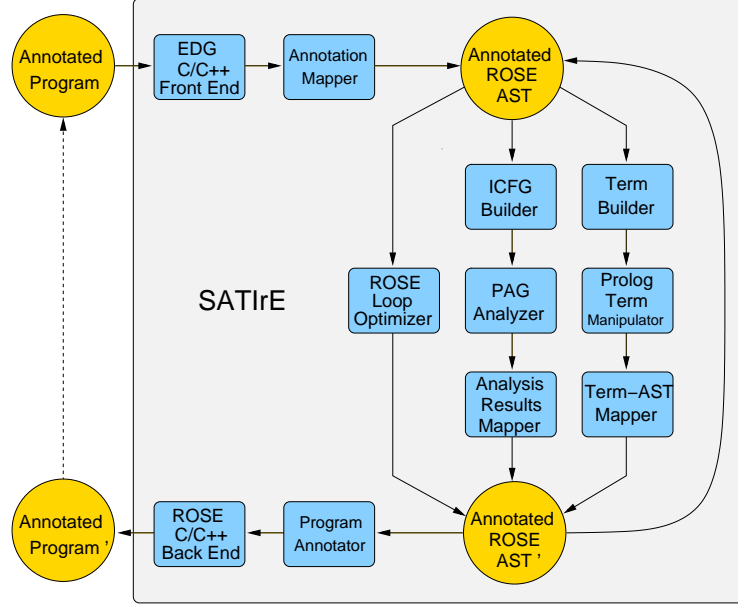 Annotated
Program
EDG
C/C++
Front End
Annotation
Mapper
Annotated
ROSE
AST
ICFG
Builder
Term
Builder
SATIrE
ROSE
Loop
Optimizer
PAG
Analyzer
Prolog
Term
Manipulator
Analysis
Results
Mapper
Term−AST
Mapper
Annotated
Program ’
ROSE
C/C++
Back End
Program
Annotator
Annotated
ROSE
AST ’